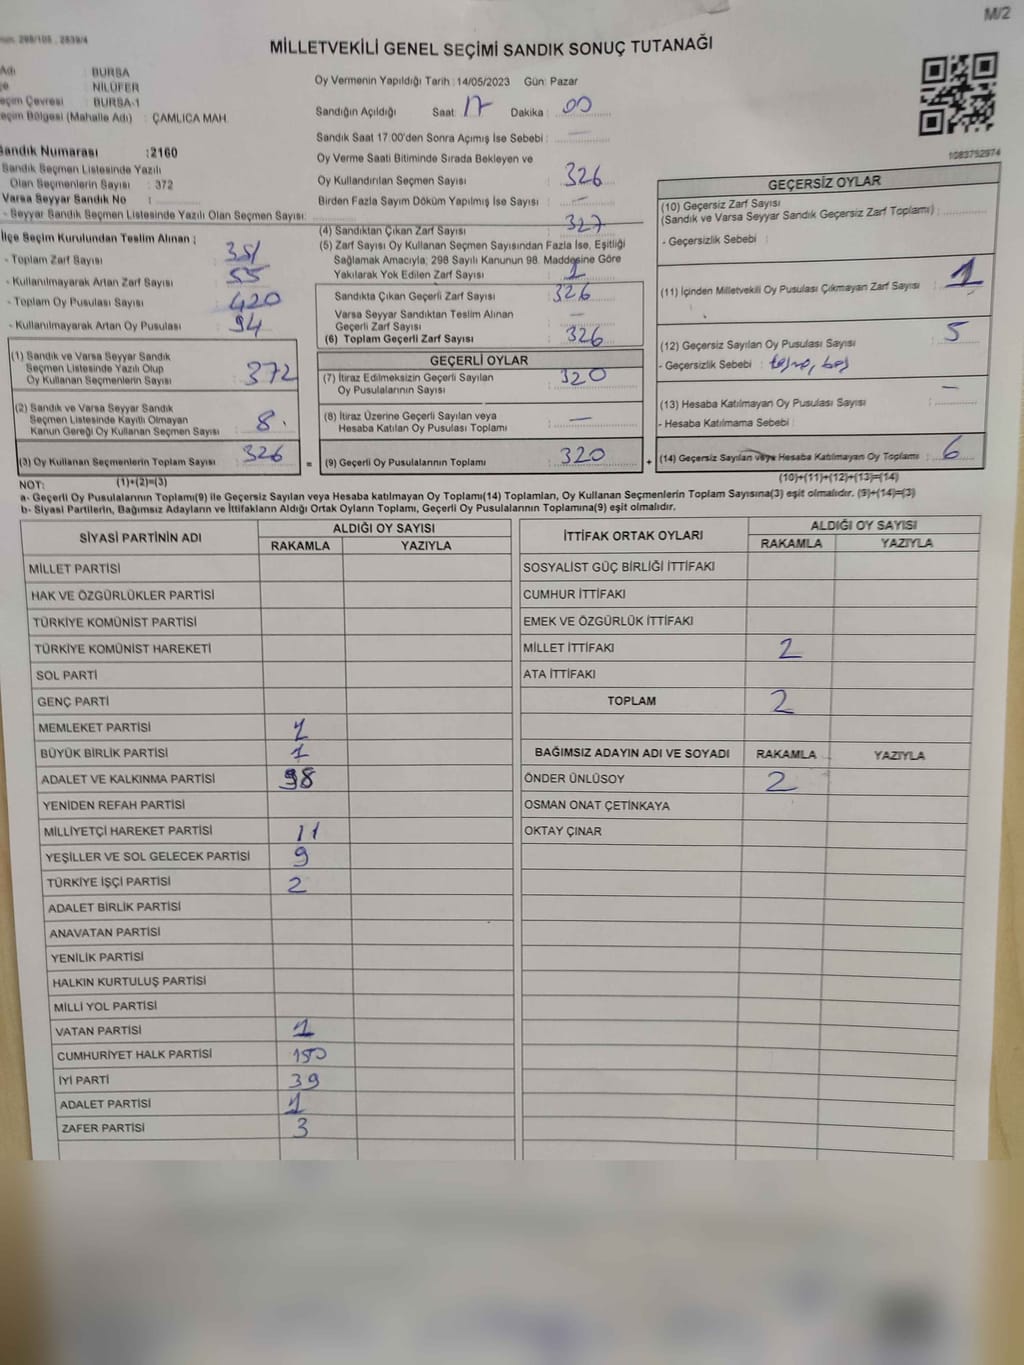 M/2
MİLLETVEKİLİ GENEL SEÇİMİ SANDIK SONUÇ TUTANAĞI
Adı : BURSA
NİLÜFER
Seçim Çevresi : BURSA-1
Seçim Bölgesi (Mahalle Adı) : ÇAMLICA MAH.
Sandık Numarası : 2160
Sandık Seçmen Listesinde Yazılı
Olan Seçmenlerin Sayısı : 372
Varsa Seyyar Sandık No :
- Seyyar Sandık Seçmen Listesinde Yazılı Olan Seçmen Sayısı:
İlçe Seçim Kurulundan Teslim Alınan ;
- Toplam Zarf Sayısı : 381
- Kullanılmayarak Artan Zarf Sayısı : 55
- Toplam Oy Pusulası Sayısı : 420
- Kullanılmayarak Artan Oy Pusulası : 94
(1) Sandık ve Varsa Seyyar Sandık
Seçmen Listesinde Yazılı Olup
Oy Kullanan Seçmenlerin Sayısı : 372
(2) Sandık ve Varsa Seyyar Sandık
Seçmen Listesinde Kayıtlı Olmayan
Kanun Gereği Oy Kullanan Seçmen Sayısı : 8.
(3) Oy Kullanan Seçmenlerin Toplam Sayısı : 326
Oy Vermenin Yapıldığı Tarih : 14/05/2023 Gün: Pazar
Sandığın Açıldığı Saat : 17 Dakika : 00
Sandık Saat 17:00'den Sonra Açımış İse Sebebi : —
Oy Verme Saati Bitiminde Sırada Bekleyen ve
Oy Kullandırılan Seçmen Sayısı : 326
Birden Fazla Sayım Döküm Yapılmış İse Sayısı : —
(4) Sandıktan Çıkan Zarf Sayısı : 327
(5) Zarf Sayısı Oy Kullanan Seçmen Sayısından Fazla İse, Eşitliği
Sağlamak Amacıyla; 298 Sayılı Kanunun 98. Maddesine Göre
Yakılarak Yok Edilen Zarf Sayısı : 1
Sandıkta Çıkan Geçerli Zarf Sayısı : 326
Varsa Seyyar Sandıktan Teslim Alınan
Geçerli Zarf Sayısı : —
(6) Toplam Geçerli Zarf Sayısı : 326
GEÇERLİ OYLAR
(7) İtiraz Edilmeksizin Geçerli Sayılan
Oy Pusulalarının Sayısı : 320
(8) İtiraz Üzerine Geçerli Sayılan veya
Hesaba Katılan Oy Pusulası Toplamı : —
= (9) Geçerli Oy Pusulalarının Toplamı : 320
1083752974
GEÇERSİZ OYLAR
(10) Geçersiz Zarf Sayısı
(Sandık ve Varsa Seyyar Sandık Geçersiz Zarf Toplamı) :
- Geçersizlik Sebebi :
(11) İçinden Milletvekili Oy Pusulası Çıkmayan Zarf Sayısı : 1
(12) Geçersiz Sayılan Oy Pusulası Sayısı : 5
- Geçersizlik Sebebi :
(13) Hesaba Katılmayan Oy Pusulası Sayısı : —
- Hesaba Katılmama Sebebi :
+ (14) Geçersiz Sayılan veya Hesaba Katılmayan Oy Toplamı : 6
NOT: (1)+(2)=(3) (10)+(11)+(12)+(13)=(14)
a- Geçerli Oy Pusulalarının Toplamı(9) ile Geçersiz Sayılan veya Hesaba katılmayan Oy Toplamı(14) Toplamları, Oy Kullanan Seçmenlerin Toplam Sayısına(3) eşit olmalıdır. (9)+(14)=(3)
b- Siyasi Partilerin, Bağımsız Adayların ve İttifakların Aldığı Ortak Oyların Toplamı, Geçerli Oy Pusulalarının Toplamına(9) eşit olmalıdır.
SİYASİ PARTİNİN ADI ALDIĞI OY SAYISI
RAKAMLA YAZIYLA
MİLLET PARTİSİ
HAK VE ÖZGÜRLÜKLER PARTİSİ
TÜRKİYE KOMÜNİST PARTİSİ
TÜRKİYE KOMÜNİST HAREKETİ
SOL PARTİ
GENÇ PARTİ
MEMLEKET PARTİSİ 1
BÜYÜK BİRLİK PARTİSİ 1
ADALET VE KALKINMA PARTİSİ 98
YENİDEN REFAH PARTİSİ
MİLLİYETÇİ HAREKET PARTİSİ 11
YEŞİLLER VE SOL GELECEK PARTİSİ 9
TÜRKİYE İŞÇİ PARTİSİ 2
ADALET BİRLİK PARTİSİ
ANAVATAN PARTİSİ
YENİLİK PARTİSİ
HALKIN KURTULUŞ PARTİSİ
MİLLİ YOL PARTİSİ
VATAN PARTİSİ 1
CUMHURİYET HALK PARTİSİ 150
İYİ PARTİ 39
ADALET PARTİSİ 1
ZAFER PARTİSİ 3
İTTİFAK ORTAK OYLARI ALDIĞI OY SAYISI
RAKAMLA YAZIYLA
SOSYALİST GÜÇ BİRLİĞİ İTTİFAKI
CUMHUR İTTİFAKI
EMEK VE ÖZGÜRLÜK İTTİFAKI
MİLLET İTTİFAKI 2
ATA İTTİFAKI
TOPLAM 2
BAĞIMSIZ ADAYIN ADI VE SOYADI RAKAMLA YAZIYLA
ÖNDER ÜNLÜSOY 2
OSMAN ONAT ÇETİNKAYA
OKTAY ÇINAR